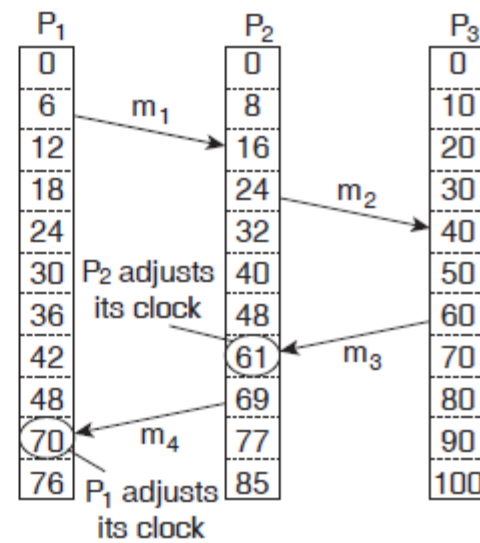 P1 P2 P3
0 0 0
6 m1 8 10
12 16 20
18 24 m2 30
24 32 40
30 P2 adjusts 40 50
36 its clock 48 60
42 61 m3 70
48 69 80
70 m4 77 90
76 P1 adjusts 85 100
its clock